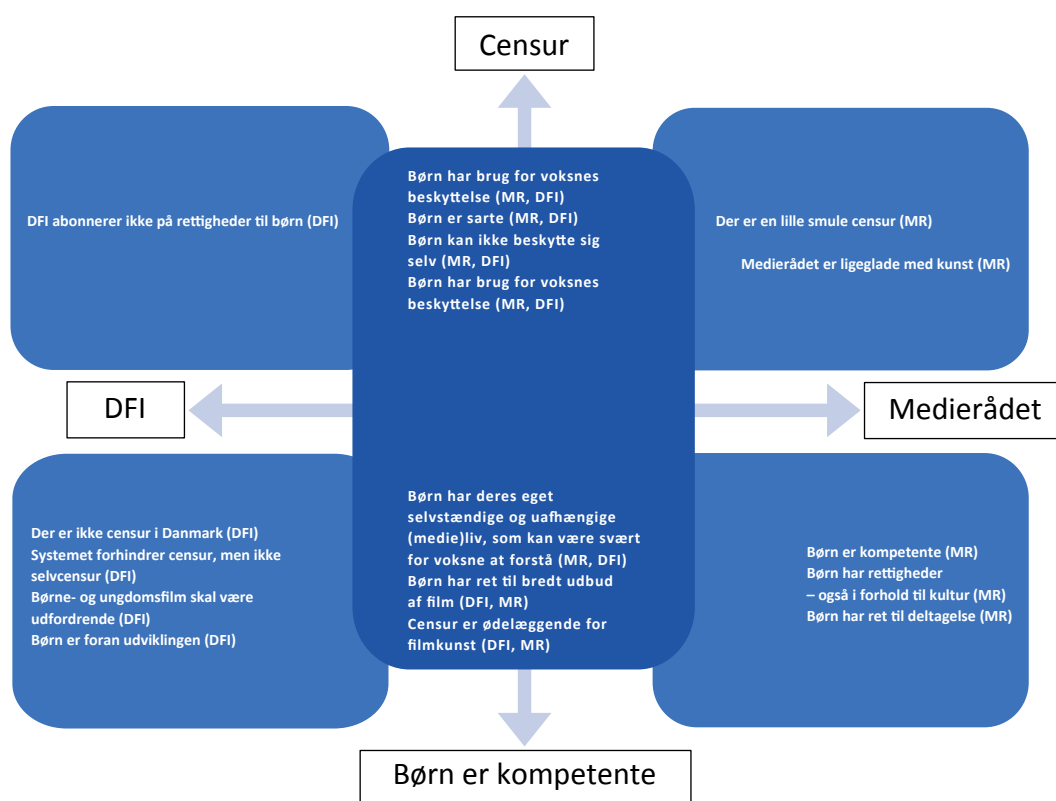 Censur
DFI abonnerer ikke på rettigheder til børn (DFI)
Børn har brug for voksnes
beskyttelse (MR, DFI)
Børn er sarte (MR, DFI)
Børn kan ikke beskytte sig
selv (MR, DFI)
Børn har brug for voksnes
beskyttelse (MR, DFI)
Der er en lille smule censur (MR)
Medierådet er ligeglade med kunst (MR)
DFI
Medierådet
Der er ikke censur i Danmark (DFI)
Systemet forhindrer censur, men ikke
selvcensur (DFI)
Børne- og ungdomsfilm skal være
udfordrende (DFI)
Børn er foran udviklingen (DFI)
Børn har deres eget
selvstændige og uafhængige
(medie)liv, som kan være svært
for voksne at forstå (MR, DFI)
Børn har ret til bredt udbud
af film (DFI, MR)
Censur er ødelæggende for
filmkunst (DFI, MR)
Børn er kompetente (MR)
Børn har rettigheder
– også i forhold til kultur (MR)
Børn har ret til deltagelse (MR)
Børn er kompetente